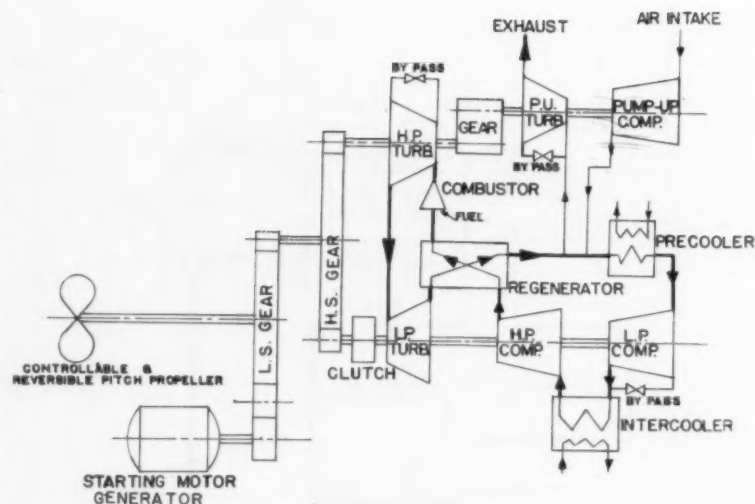 EXHAUST
AIR INTAKE
BY PASS
H.P.
TURB.
GEAR
P.U.
TURB.
PUMP-UP
COMP.
BY PASS
COMBUSTOR
FUEL
PRECOOLER
REGENERATOR
H.S. GEAR
L.S. GEAR
L.P.
TURB.
H.P.
COMP.
L.P.
COMP.
CLUTCH
BY PASS
CONTROLLABLE &
REVERSIBLE PITCH PROPELLER
INTERCOOLER
STARTING MOTOR
GENERATOR